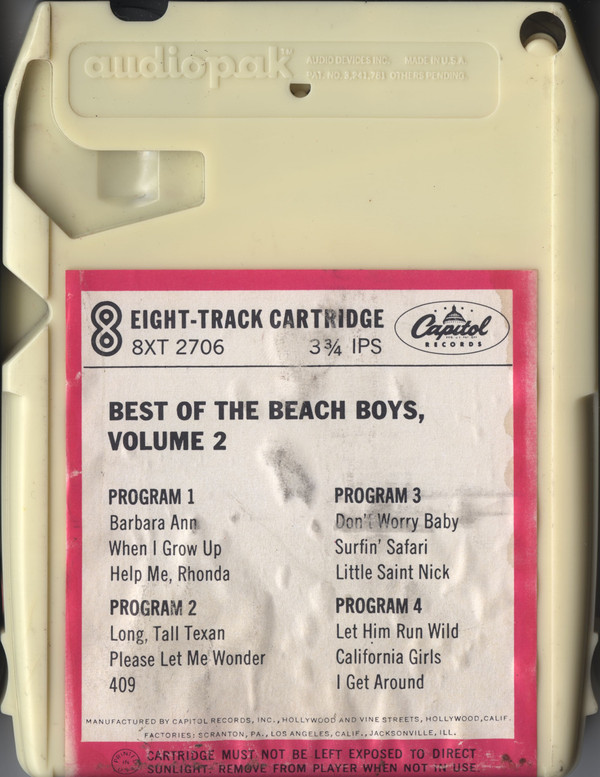 audiopak™ AUDIO DEVICES INC. MADE IN U.S.A.
PAT. NO. OTHERS PENDING
8 EIGHT-TRACK CARTRIDGE
8XT 2706 3¾ IPS
Capitol
RECORDS
BEST OF THE BEACH BOYS,
VOLUME 2
PROGRAM 1
Barbara Ann
When I Grow Up
Help Me, Rhonda
PROGRAM 2
Long, Tall Texan
Please Let Me Wonder
409
PROGRAM 3
Don't Worry Baby
Surfin' Safari
Little Saint Nick
PROGRAM 4
Let Him Run Wild
California Girls
I Get Around
MANUFACTURED BY CAPITOL RECORDS, INC., HOLLYWOOD AND VINE STREETS, HOLLYWOOD, CALIF.
FACTORIES: SCRANTON, PA., LOS ANGELES, CALIF., JACKSONVILLE, ILL.
CARTRIDGE MUST NOT BE LEFT EXPOSED TO DIRECT
SUNLIGHT; REMOVE FROM PLAYER WHEN NOT IN USE